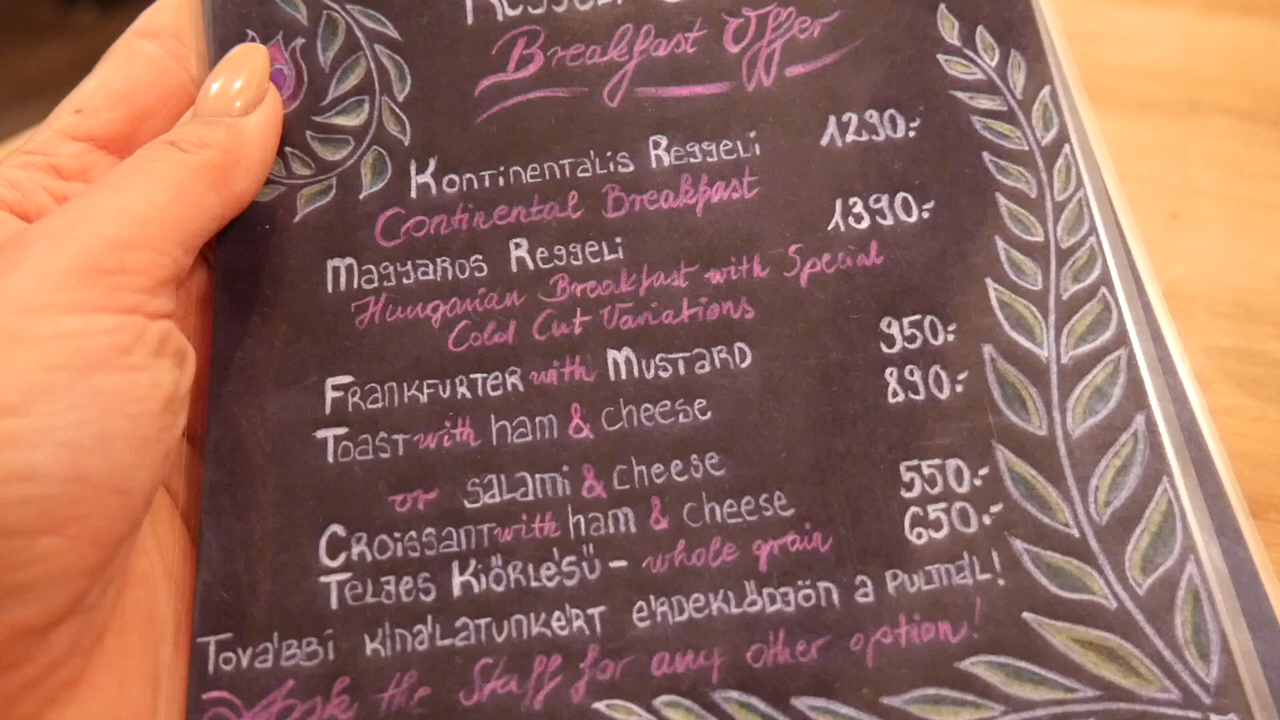 Breakfast Offer
Kontinentális Reggeli 1290.-
Continental Breakfast
Magyaros Reggeli 1390.-
Hungarian Breakfast with Special
Cold Cut Variations
Frankfurter with Mustard 950.-
Toast with ham & cheese 890.-
or salami & cheese
Croissant with ham & cheese 550.-
Teljes Kiőrlésű - whole grain 650.-
További kínálatunkért érdeklődjön a pultnál!
Ask the Staff for any other option!